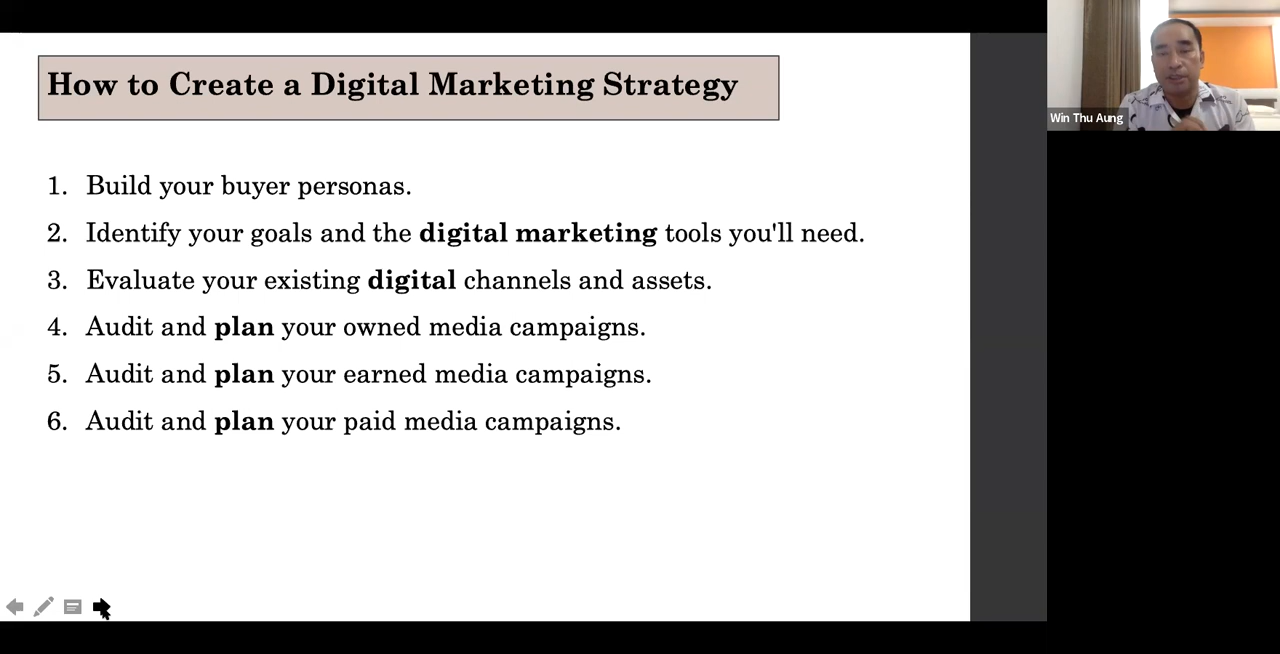 How to Create a Digital Marketing Strategy
1. Build your buyer personas.
2. Identify your goals and the digital marketing tools you'll need.
3. Evaluate your existing digital channels and assets.
4. Audit and plan your owned media campaigns.
5. Audit and plan your earned media campaigns.
6. Audit and plan your paid media campaigns.
Win Thu Aung